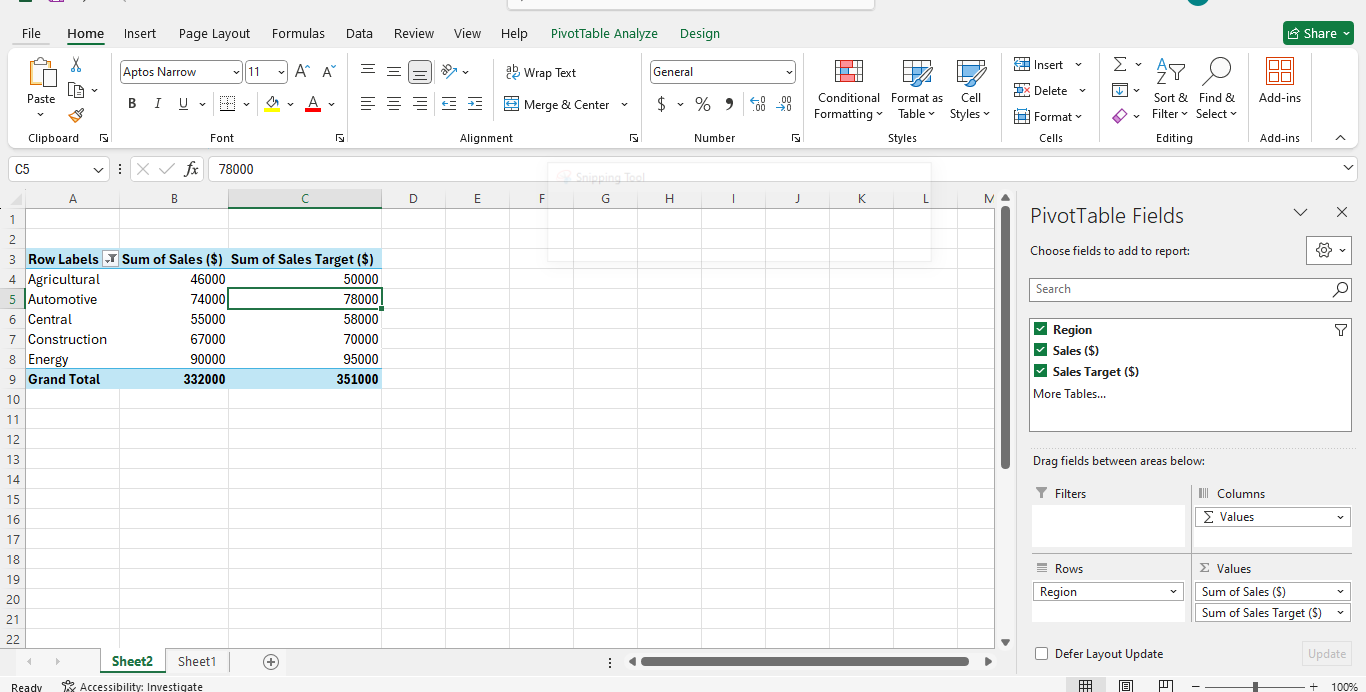 File Home Insert Page Layout Formulas Data Review View Help PivotTable Analyze Design Share
Aptos Narrow 11 ab Wrap Text General Insert
Paste B I U A Merge & Center $ % Conditional Formatting Format as Table Cell Styles Delete Sort & Filter Find & Select Add-ins
Format
Clipboard Font Alignment Number Styles Cells Editing Add-ins
C5 fx 78000
Snipping Tool
A B C D E F G H I J K L M
1
2
3 Row Labels Sum of Sales ($) Sum of Sales Target ($)
4 Agricultural 46000 50000
5 Automotive 74000 78000
6 Central 55000 58000
7 Construction 67000 70000
8 Energy 90000 95000
9 Grand Total 332000 351000
10
11
12
13
14
15
16
17
18
19
20
21
22
PivotTable Fields
Choose fields to add to report:
Search
Region
Sales ($)
Sales Target ($)
More Tables...
Drag fields between areas below:
Filters Columns
Σ Values
Rows Σ Values
Region Sum of Sales ($)
Sum of Sales Target ($)
Defer Layout Update Update
Sheet2 Sheet1
Ready Accessibility: Investigate 100%